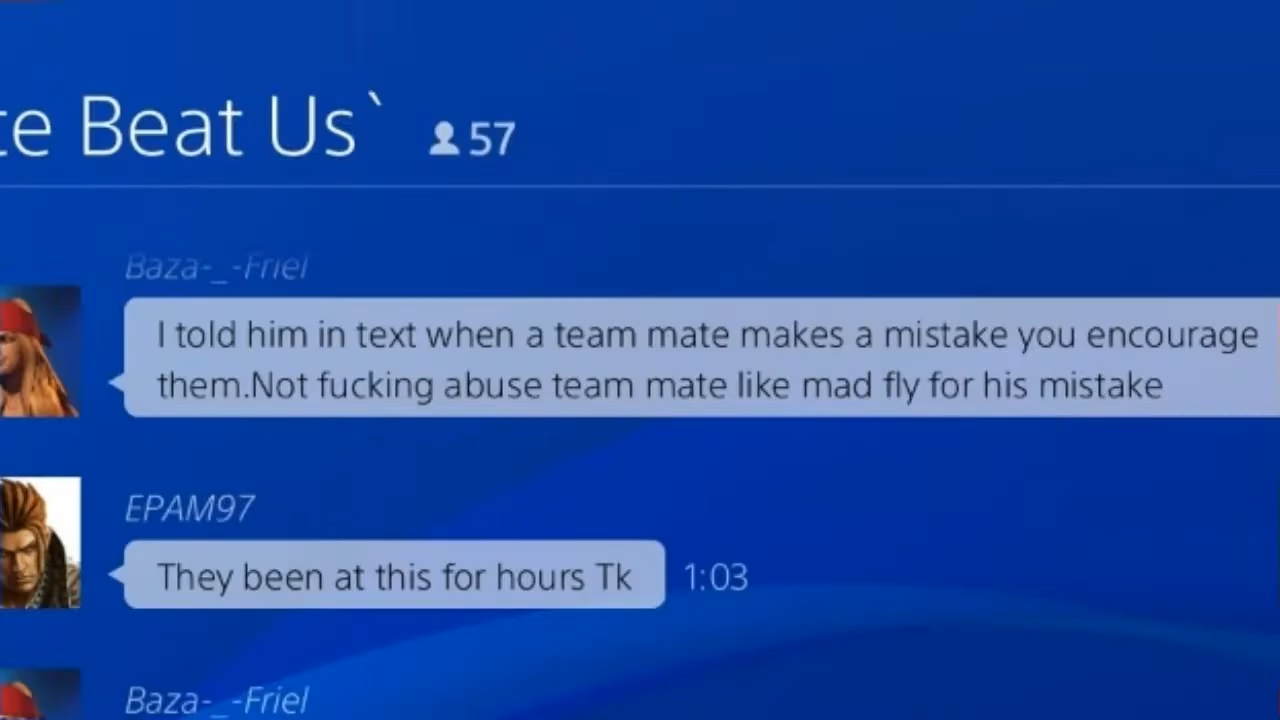 te Beat Us` 57
Baza-_-Friel
I told him in text when a team mate makes a mistake you encourage
them.Not fucking abuse team mate like mad fly for his mistake
EPAM97
They been at this for hours Tk 1:03
Baza-_-Friel